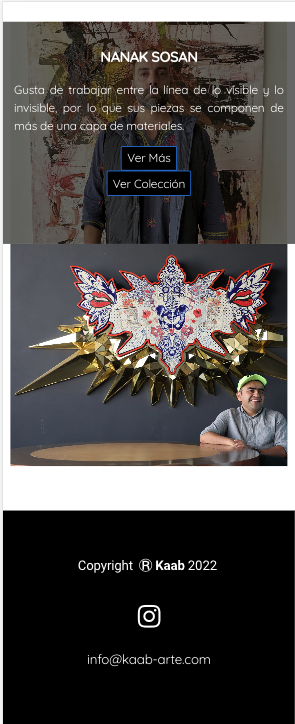 NANAK SOSAN
Gusta de trabajar entre la línea de lo visible y lo
invisible, por lo que sus piezas se componen de
más de una capa de materiales.
Ver Más
Ver Colección
Copyright ® Kaab 2022
info@kaab-arte.com